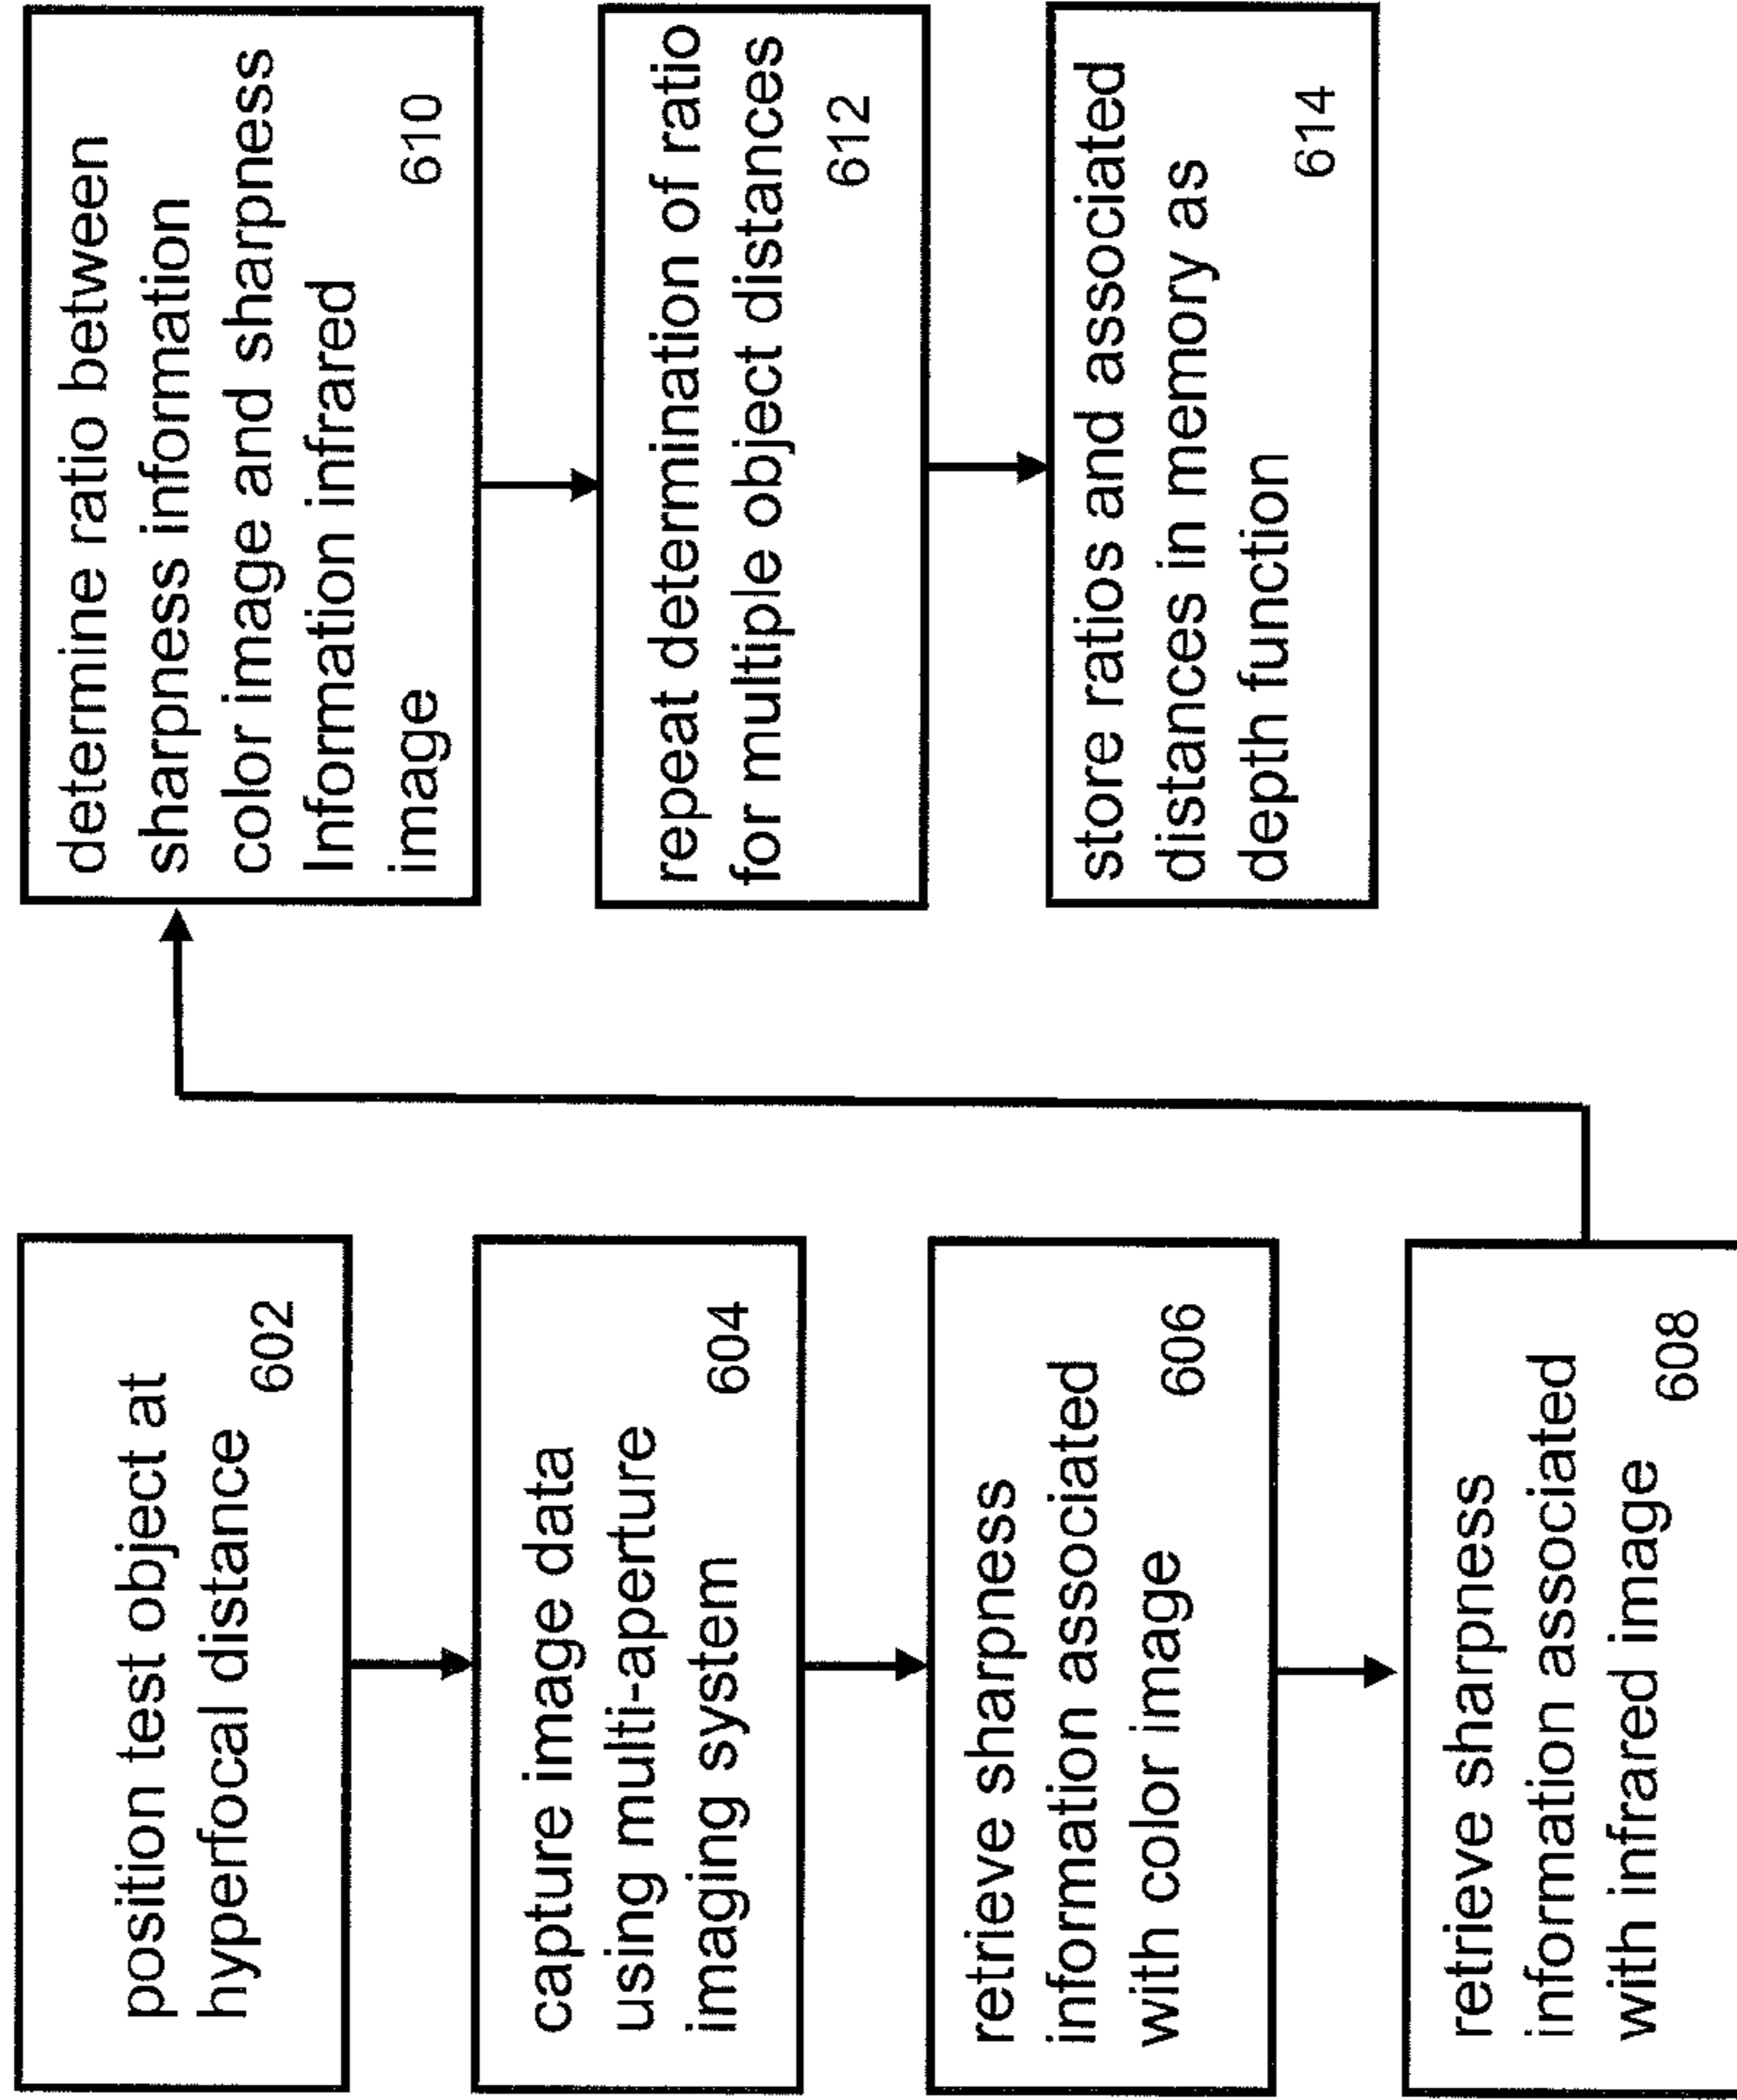 position test object at
hyperfocal distance
602
capture image data
using multi-aperture
imaging system
604
retrieve sharpness
information associated
with color image
606
retrieve sharpness
information associated
with infrared image
608
determine ratio between
sharpness information
color image and sharpness
Information infrared
image
610
repeat determination of ratio
for multiple object distances
612
store ratios and associated
distances in memory as
depth function
614